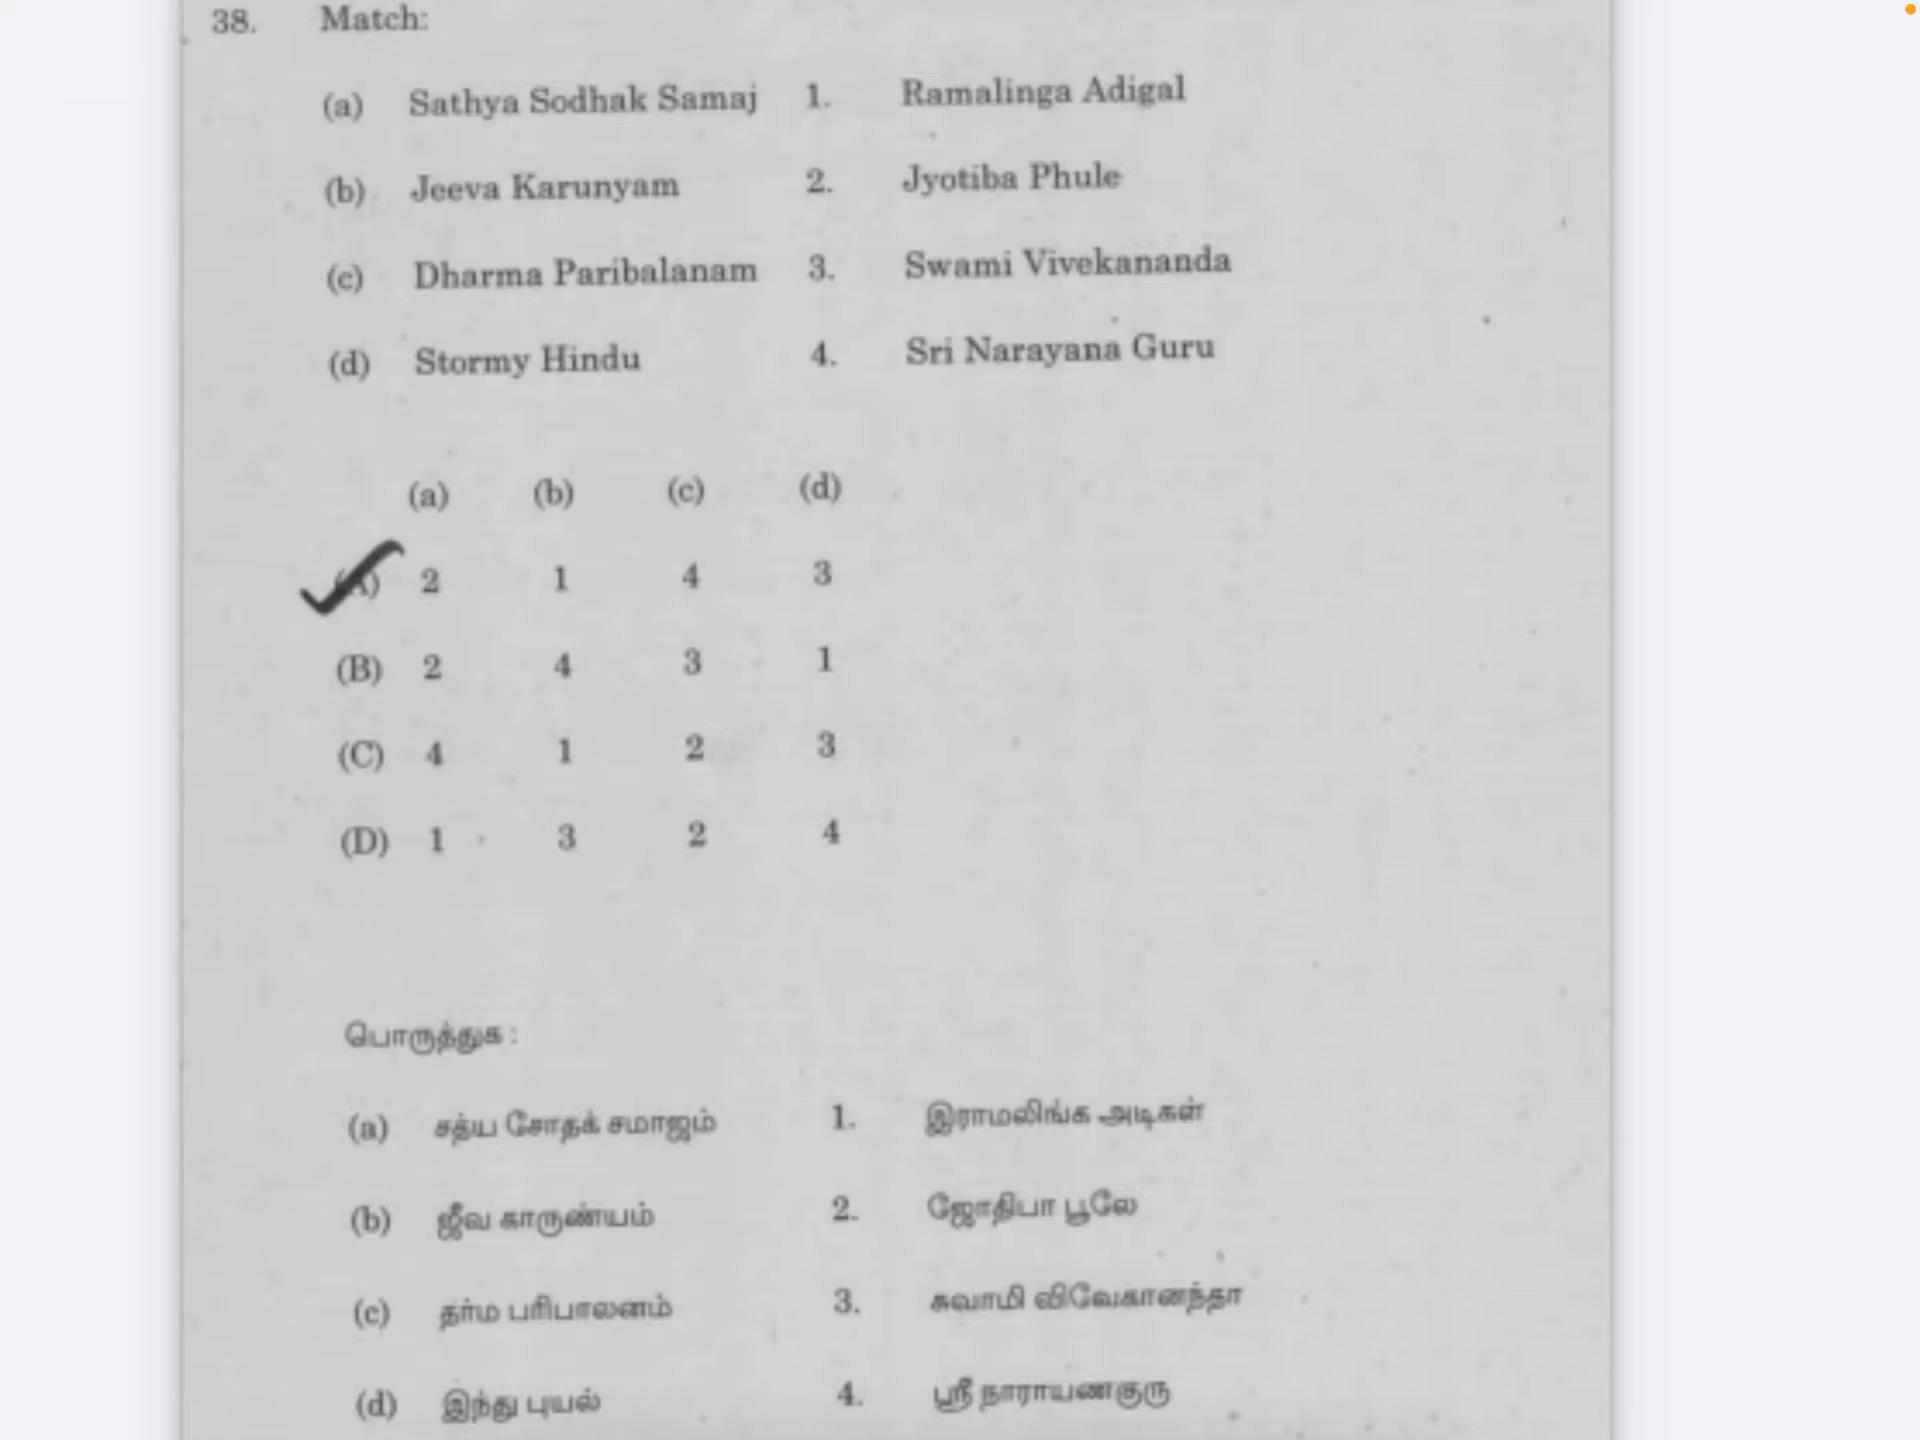 38. Match:
(a) Sathya Sodhak Samaj 1. Ramalinga Adigal
(b) Jeeva Karunyam 2. Jyotiba Phule
(c) Dharma Paribalanam 3. Swami Vivekananda
(d) Stormy Hindu 4. Sri Narayana Guru
(a) (b) (c) (d)
(A) 2 1 4 3
(B) 2 4 3 1
(C) 4 1 2 3
(D) 1 3 2 4
பொருத்துக :
(a) சத்ய சோதக் சமாஜம் 1. இராமலிங்க அடிகள்
(b) ஜீவ காருண்யம் 2. ஜோதிபா பூலே
(c) தர்ம பரிபாலனம் 3. சுவாமி விவேகானந்தா
(d) இந்து புயல் 4. ஸ்ரீ நாராயணகுரு